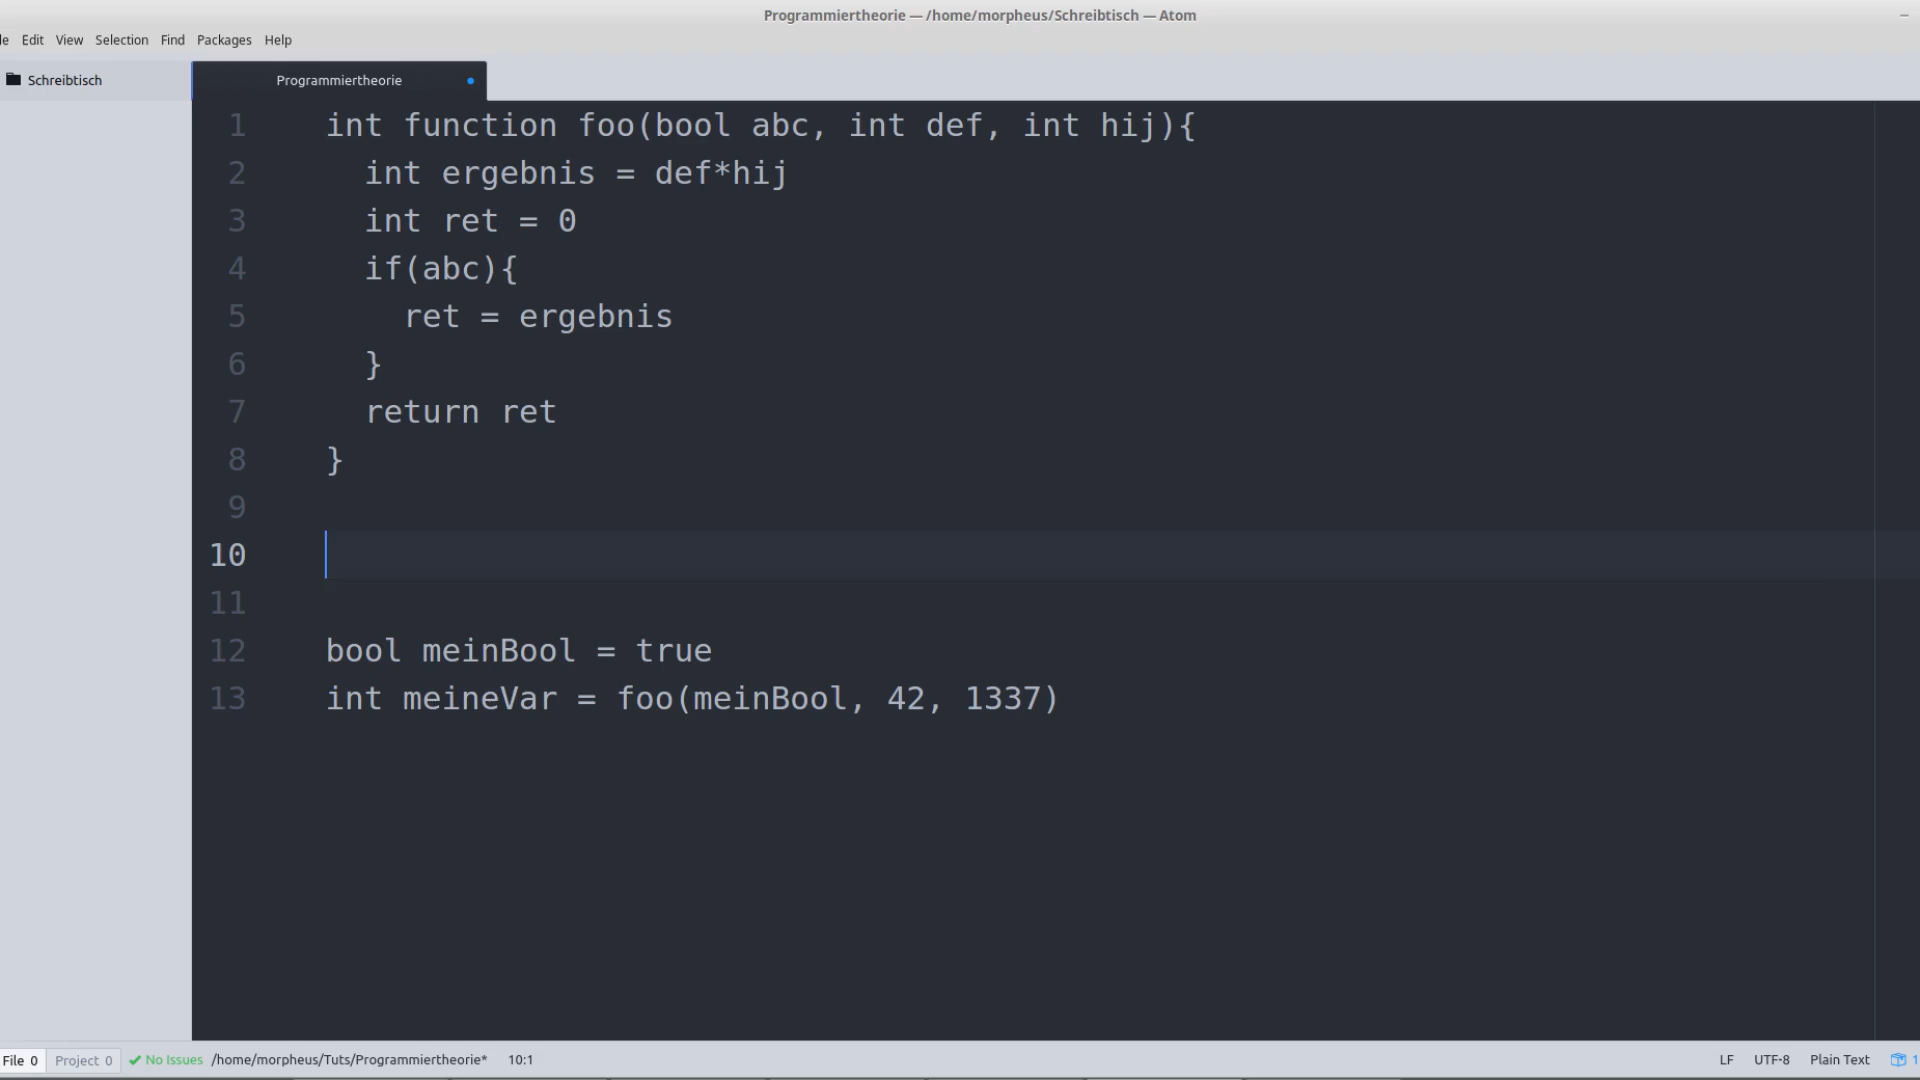 Programmiertheorie — /home/morpheus/Schreibtisch — Atom
le Edit View Selection Find Packages Help
Schreibtisch
Programmiertheorie
1 int function foo(bool abc, int def, int hij){
2 int ergebnis = def*hij
3 int ret = 0
4 if(abc){
5 ret = ergebnis
6 }
7 return ret
8 }
9
10
11
12 bool meinBool = true
13 int meineVar = foo(meinBool, 42, 1337)
File 0 Project 0 No Issues /home/morpheus/Tuts/Programmiertheorie* 10:1 LF UTF-8 Plain Text 1